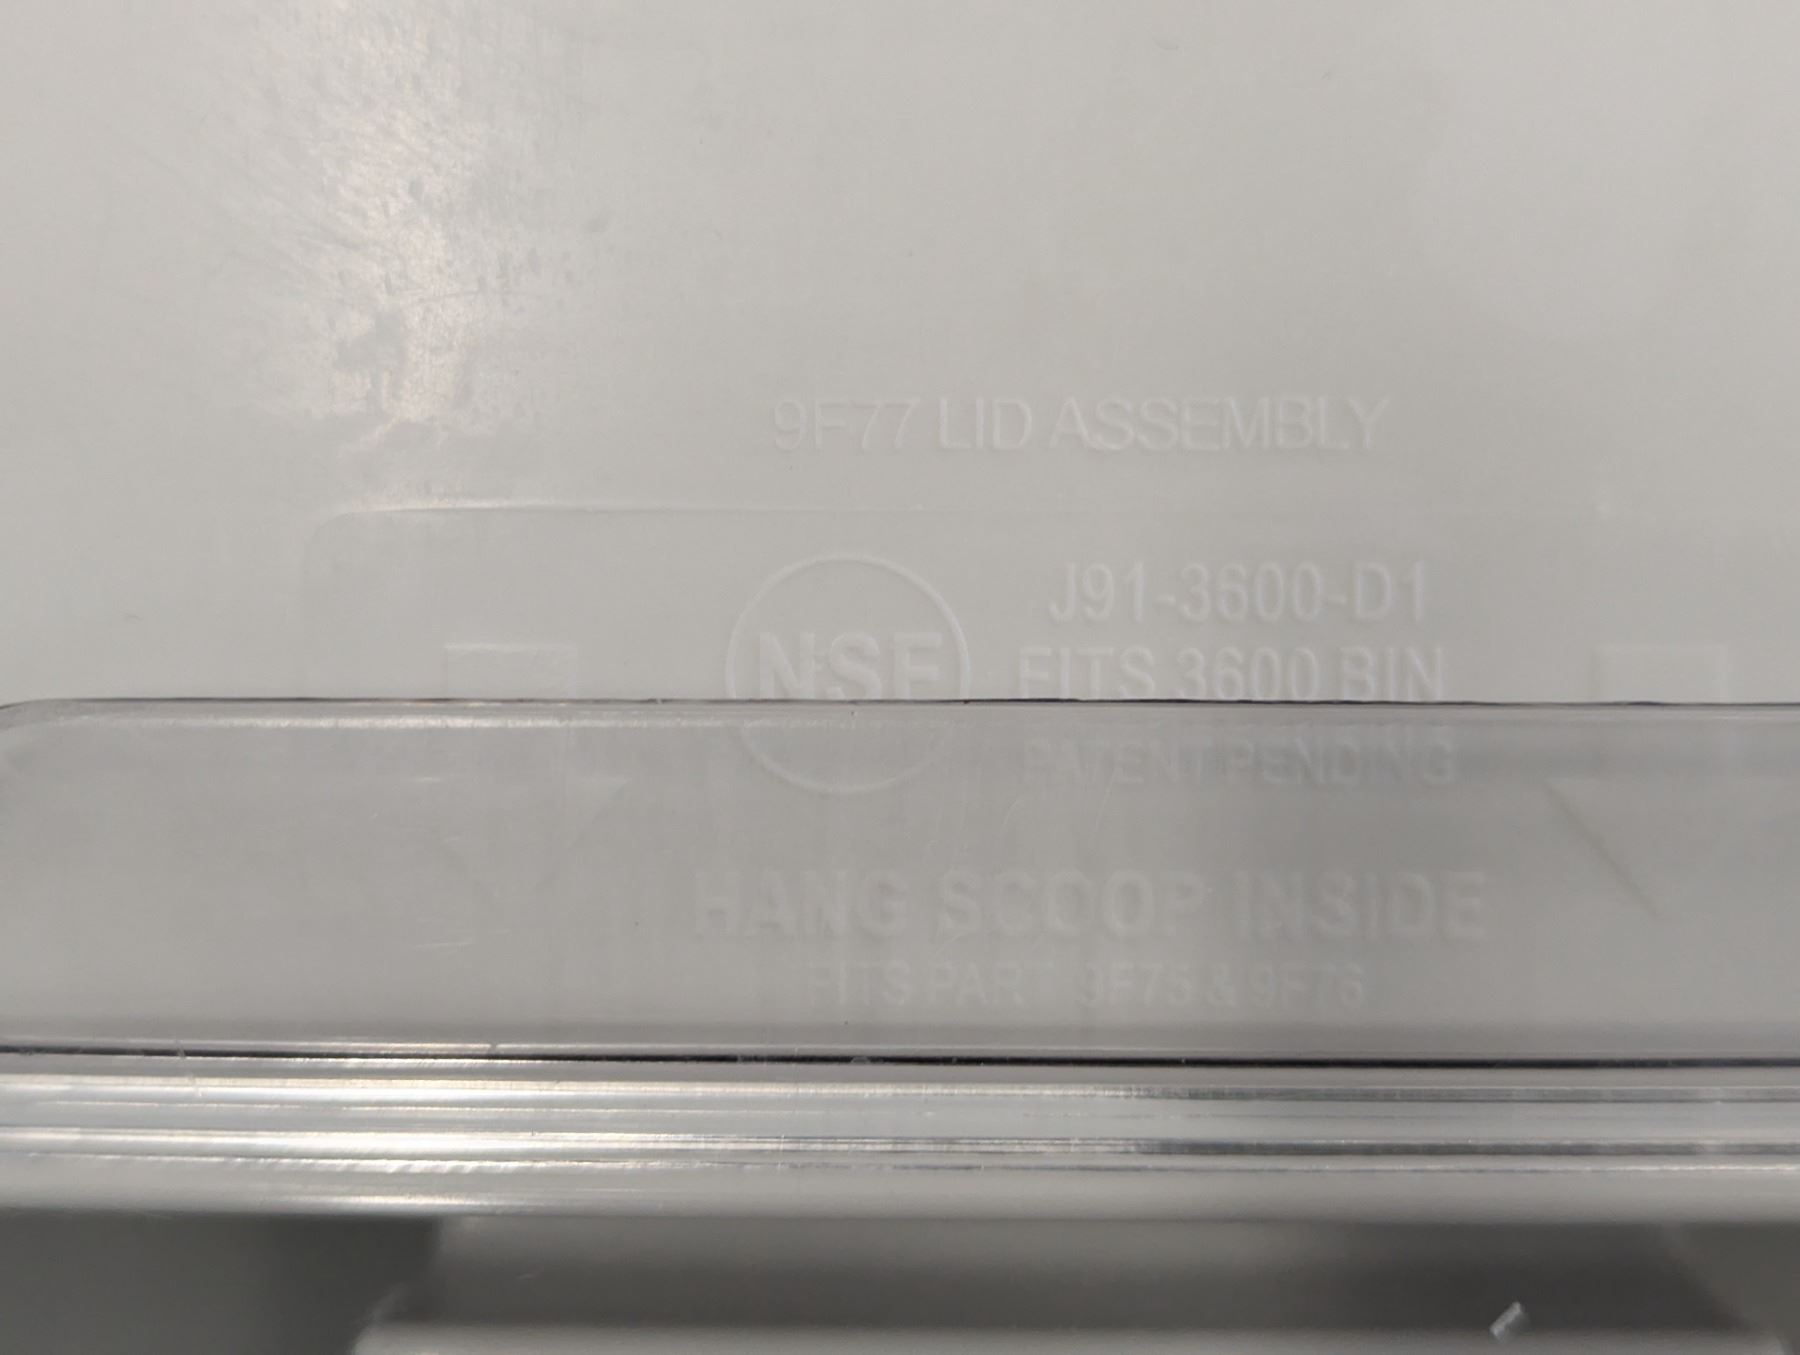 9F77 LID ASSEMBLY
NSF
J91-3600-D1
FITS 3600 BIN
PATENT PENDING
HANG SCOOP INSIDE
FITS PART 9F75 & 9F76